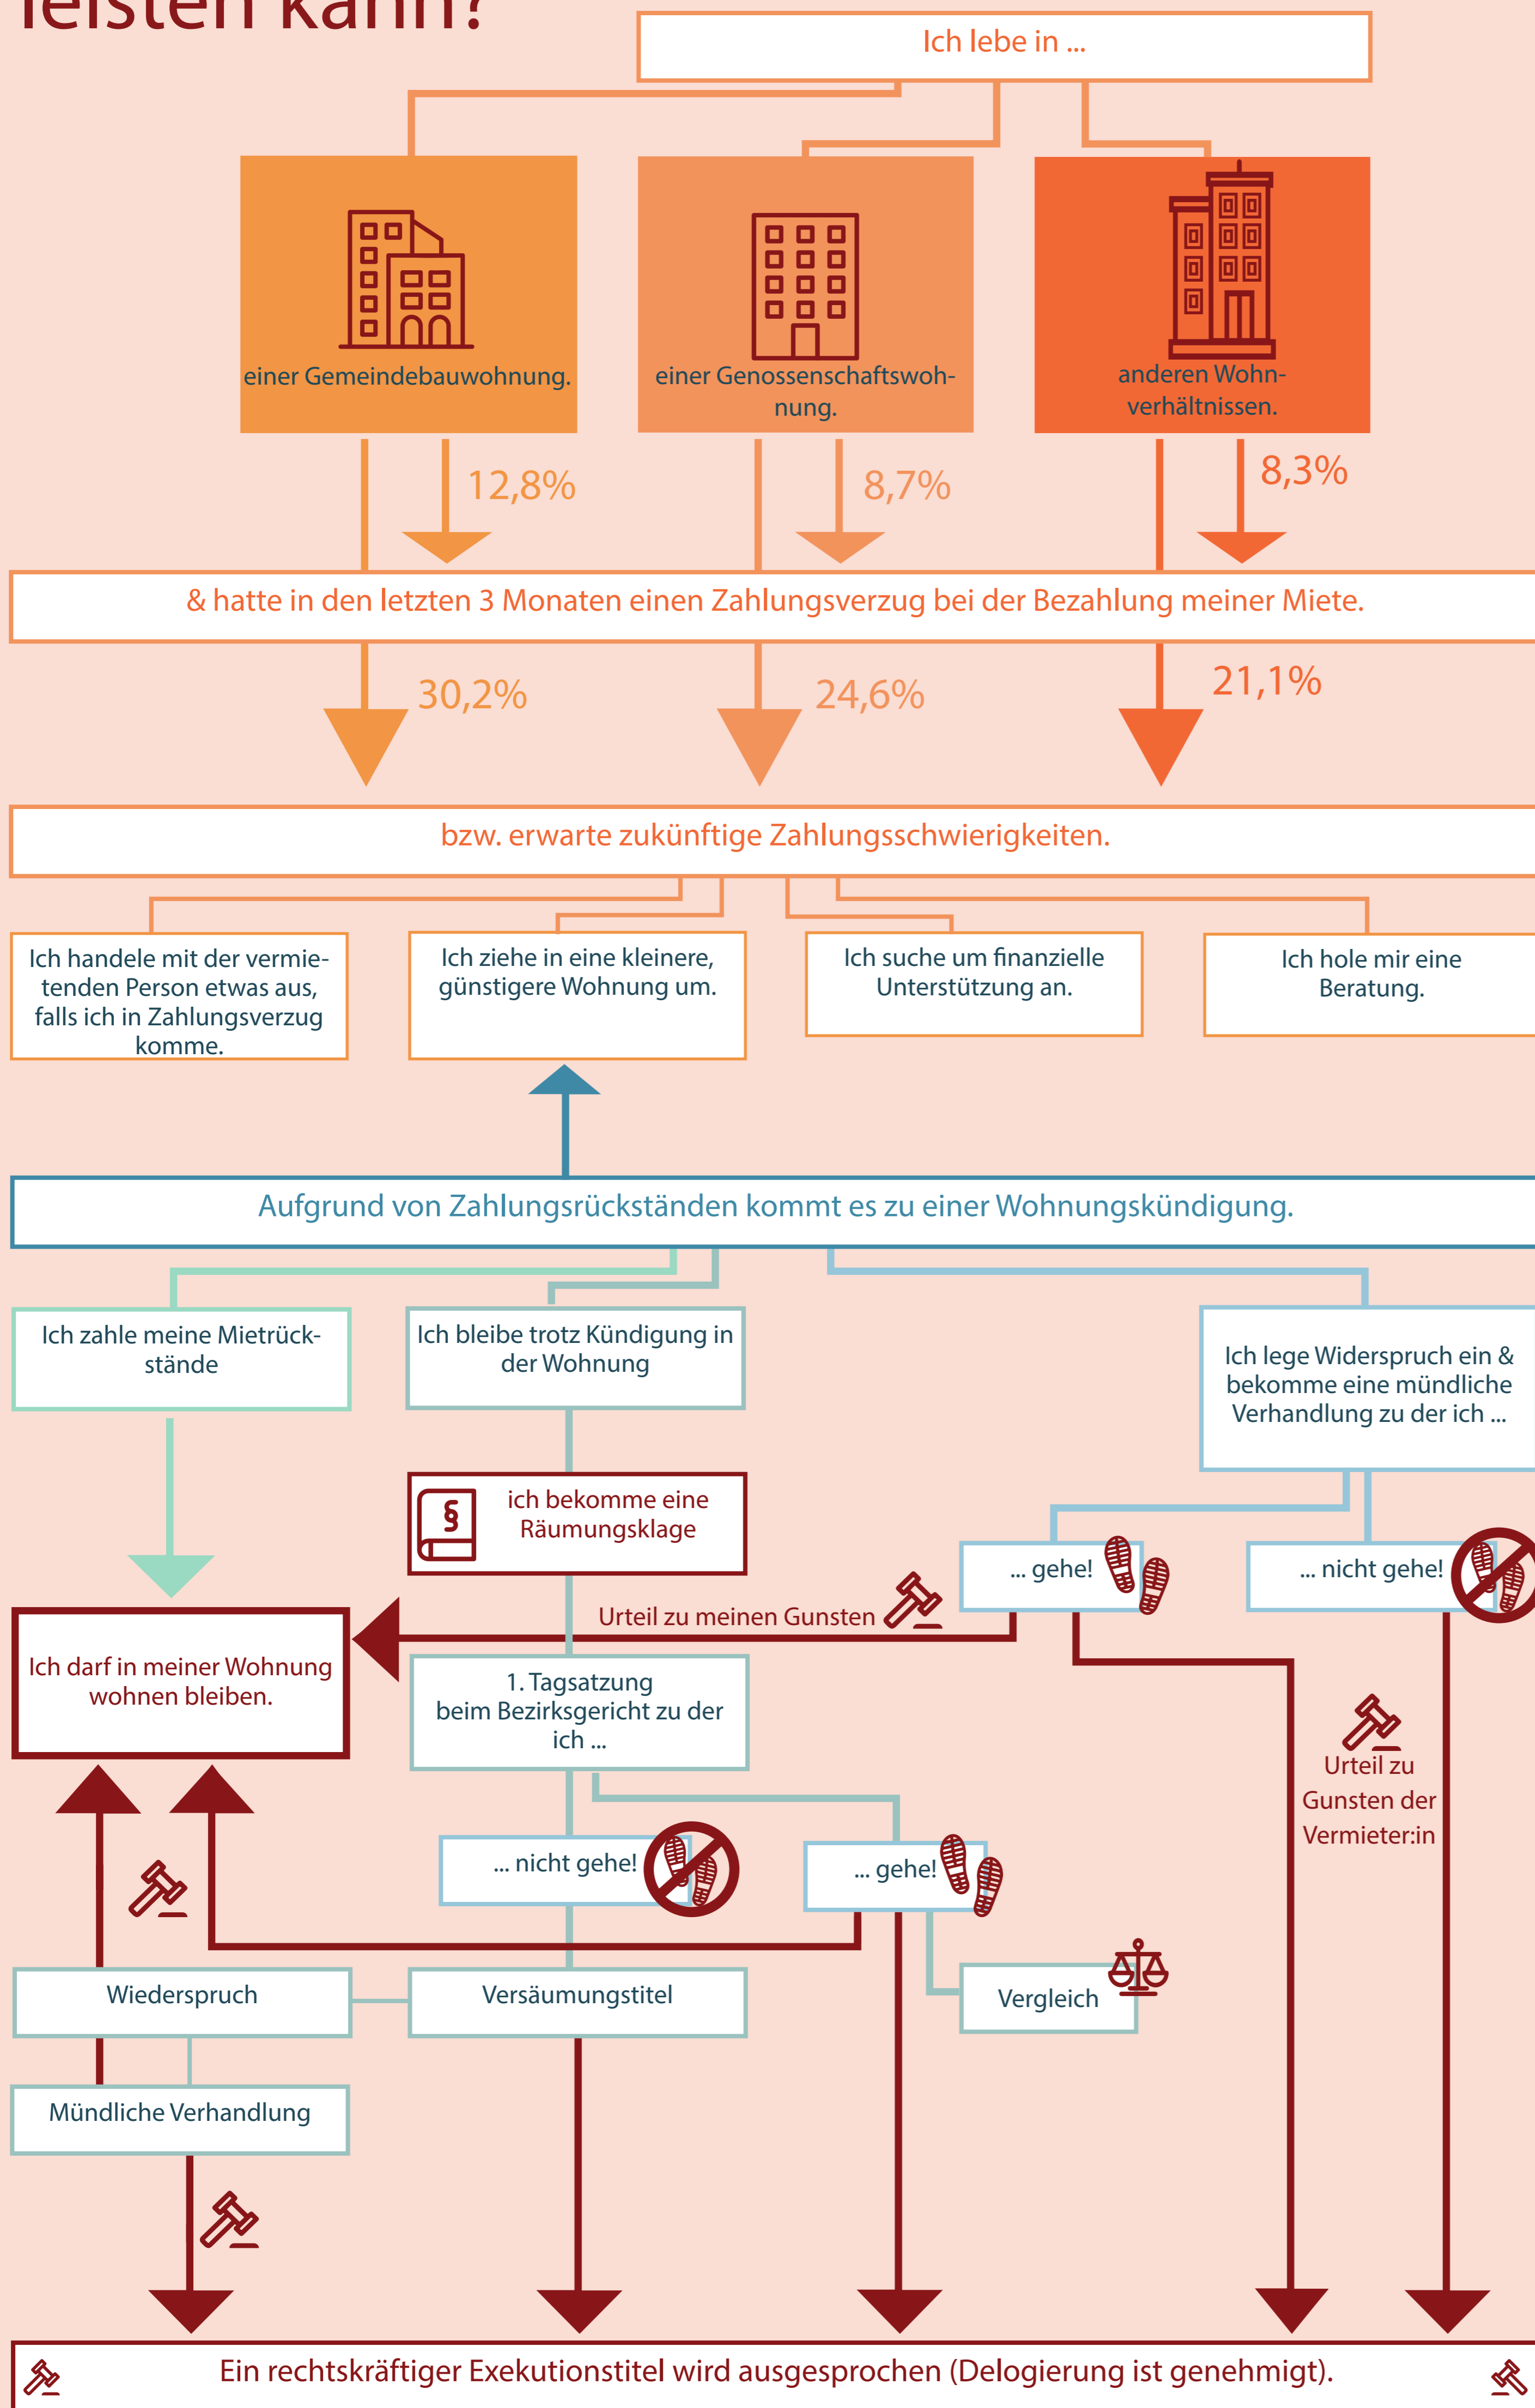 leisten kann?
Ich lebe in ...
einer Gemeindebauwohnung.
einer Genossenschaftswoh-
nung.
anderen Wohn-
verhältnissen.
12,8%
8,7%
8,3%
& hatte in den letzten 3 Monaten einen Zahlungsverzug bei der Bezahlung meiner Miete.
30,2%
24,6%
21,1%
bzw. erwarte zukünftige Zahlungsschwierigkeiten.
Ich handele mit der vermie-
tenden Person etwas aus,
falls ich in Zahlungsverzug
komme.
Ich ziehe in eine kleinere,
günstigere Wohnung um.
Ich suche um finanzielle
Unterstützung an.
Ich hole mir eine
Beratung.
Aufgrund von Zahlungsrückständen kommt es zu einer Wohnungskündigung.
Ich zahle meine Mietrück-
stände
Ich bleibe trotz Kündigung in
der Wohnung
Ich lege Widerspruch ein &
bekomme eine mündliche
Verhandlung zu der ich ...
§
ich bekomme eine
Räumungsklage
... gehe!
... nicht gehe!
Urteil zu meinen Gunsten
Ich darf in meiner Wohnung
wohnen bleiben.
1. Tagsatzung
beim Bezirksgericht zu der
ich ...
Urteil zu
Gunsten der
Vermieter:in
... nicht gehe!
... gehe!
Wiederspruch
Versäumungstitel
Vergleich
Mündliche Verhandlung
Ein rechtskräftiger Exekutionstitel wird ausgesprochen (Delogierung ist genehmigt).